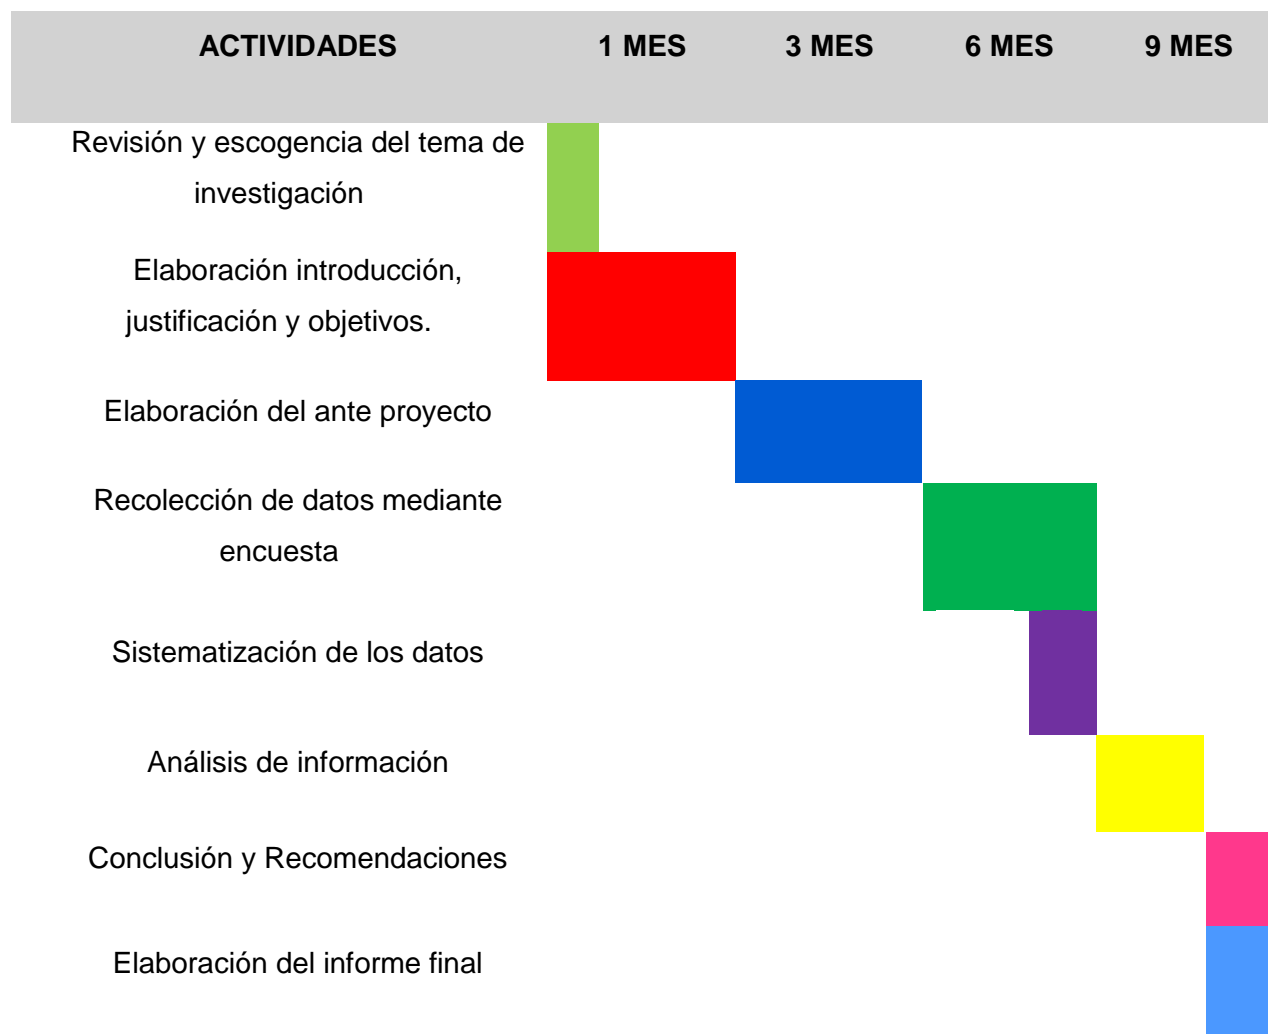 ACTIVIDADES 1 MES 3 MES 6 MES 9 MES
Revisión y escogencia del tema de
investigación
Elaboración introducción,
justificación y objetivos.
Elaboración del ante proyecto
Recolección de datos mediante
encuesta
Sistematización de los datos
Análisis de información
Conclusión y Recomendaciones
Elaboración del informe final